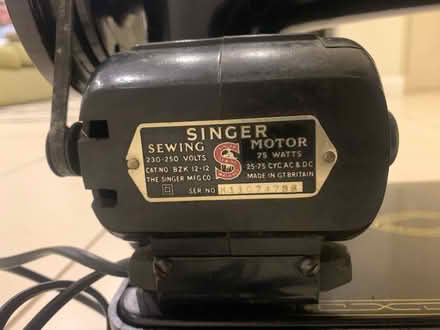 SINGER
SEWING MOTOR
230-250 VOLTS 75 WATTS
CAT.NO. BZK 12-12 25-75 CYC.AC & DC
THE SINGER MFG CO MADE IN GT.BRITAIN
SER.NO